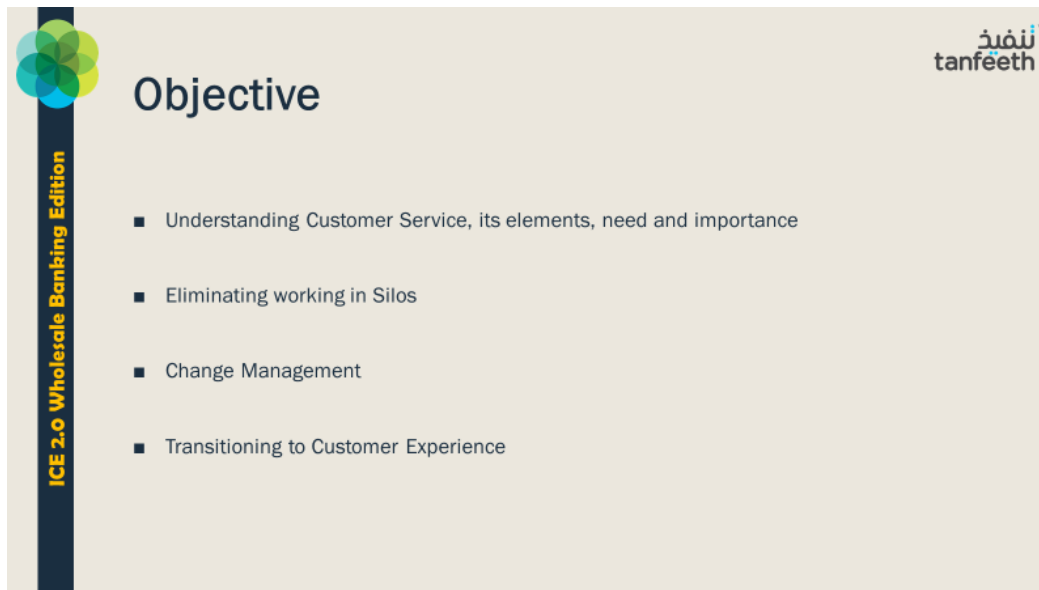 تنفيذ
tanfeeth
Objective
ICE 2.0 Wholesale Banking Edition
■ Understanding Customer Service, its elements, need and importance
■ Eliminating working in Silos
■ Change Management
■ Transitioning to Customer Experience